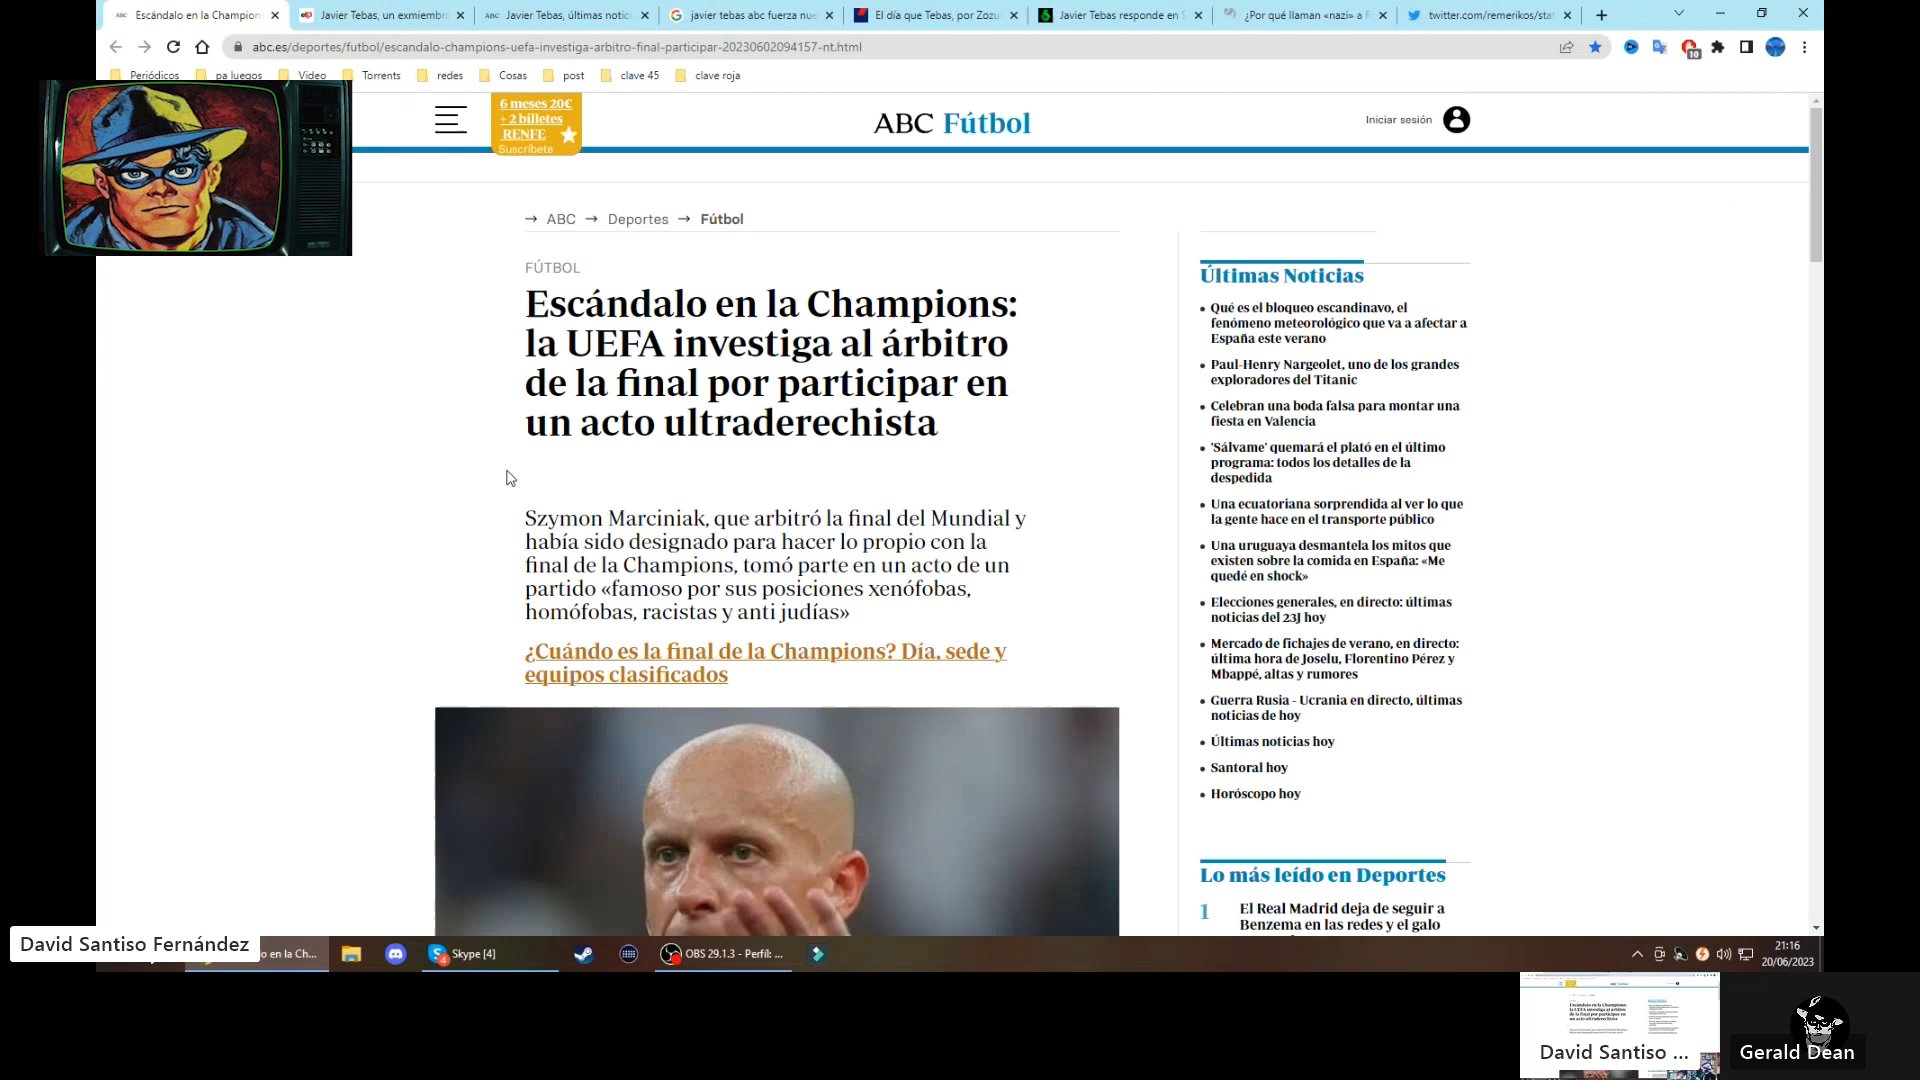 Escándalo en la Champion
Javier Tebas, un exmiembr
Javier Tebas, últimas notic
javier tebas abc fuerza nue
El día que Tebas, por Zozul
Javier Tebas responde en S
¿Por qué llaman «nazi» a R
twitter.com/remerikos/stat
abc.es/deportes/futbol/escandalo-champions-uefa-investiga-arbitro-final-participar-20230602094157-nt.html
10
Periódicos
pa luegos
Video
Torrents
redes
Cosas
post
clave 45
clave roja
6 meses 20€
+ 2 billetes
RENFE
Suscríbete
ABC Fútbol
Iniciar sesión
→ ABC → Deportes → Fútbol
FÚTBOL
Escándalo en la Champions:
la UEFA investiga al árbitro
de la final por participar en
un acto ultraderechista
Szymon Marciniak, que arbitró la final del Mundial y
había sido designado para hacer lo propio con la
final de la Champions, tomó parte en un acto de un
partido «famoso por sus posiciones xenófobas,
homófobas, racistas y anti judías»
¿Cuándo es la final de la Champions? Día, sede y
equipos clasificados
Últimas Noticias
Qué es el bloqueo escandinavo, el
fenómeno meteorológico que va a afectar a
España este verano
Paul-Henry Nargeolet, uno de los grandes
exploradores del Titanic
Celebran una boda falsa para montar una
fiesta en Valencia
'Sálvame' quemará el plató en el último
programa: todos los detalles de la
despedida
Una ecuatoriana sorprendida al ver lo que
la gente hace en el transporte público
Una uruguaya desmantela los mitos que
existen sobre la comida en España: «Me
quedé en shock»
Elecciones generales, en directo: últimas
noticias del 23J hoy
Mercado de fichajes de verano, en directo:
última hora de Joselu, Florentino Pérez y
Mbappé, altas y rumores
Guerra Rusia - Ucrania en directo, últimas
noticias de hoy
Últimas noticias hoy
Santoral hoy
Horóscopo hoy
Lo más leído en Deportes
1
El Real Madrid deja de seguir a
Benzema en las redes y el galo
David Santiso Fernández
o en la Ch...
Skype [4]
OBS 29.1.3 - Perfil: ...
21:16
20/06/2023
David Santiso ...
Gerald Dean